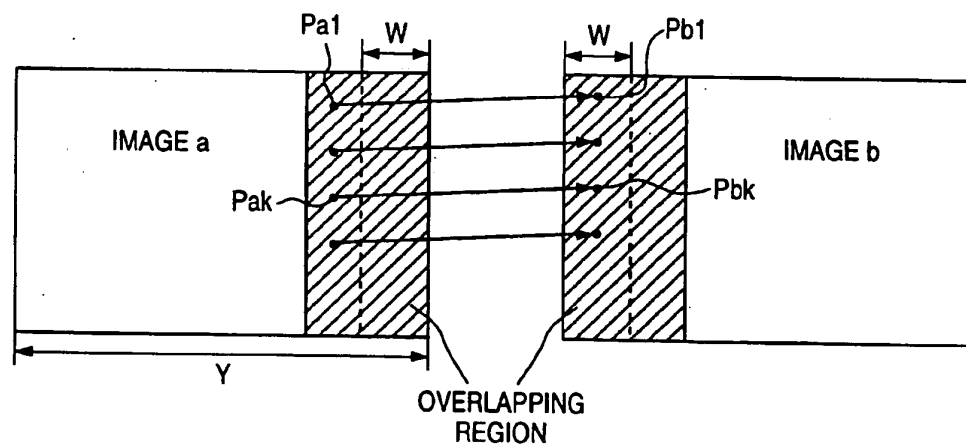 Pa1
W
W
Pb1
IMAGE a
IMAGE b
Pak
Pbk
Y
OVERLAPPING
REGION